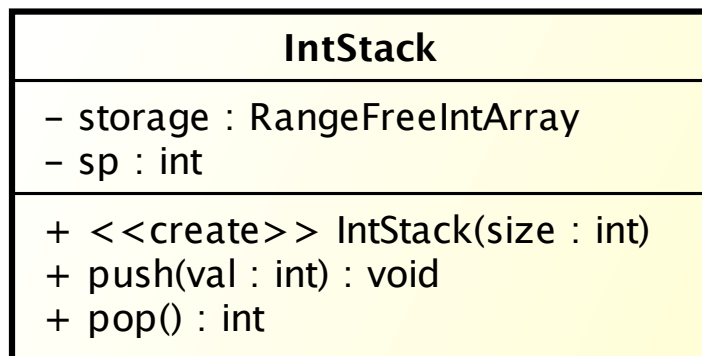 IntStack
– storage : RangeFreeIntArray
– sp : int
+ <<create>> IntStack(size : int)
+ push(val : int) : void
+ pop() : int